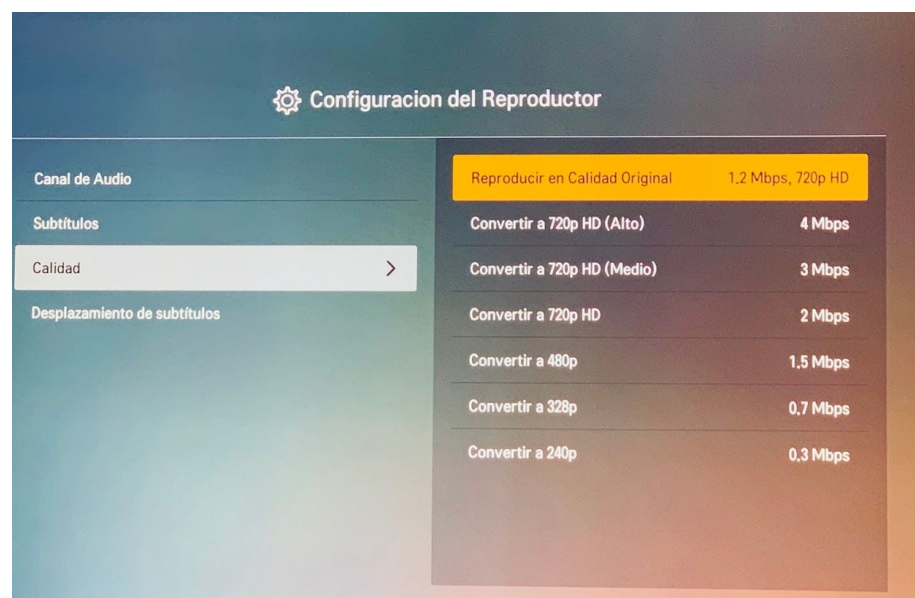 Configuracion del Reproductor
Canal de Audio
Subtítulos
Calidad
Desplazamiento de subtítulos
Reproducir en Calidad Original 1.2 Mbps, 720p HD
Convertir a 720p HD (Alto) 4 Mbps
Convertir a 720p HD (Medio) 3 Mbps
Convertir a 720p HD 2 Mbps
Convertir a 480p 1.5 Mbps
Convertir a 328p 0.7 Mbps
Convertir a 240p 0.3 Mbps